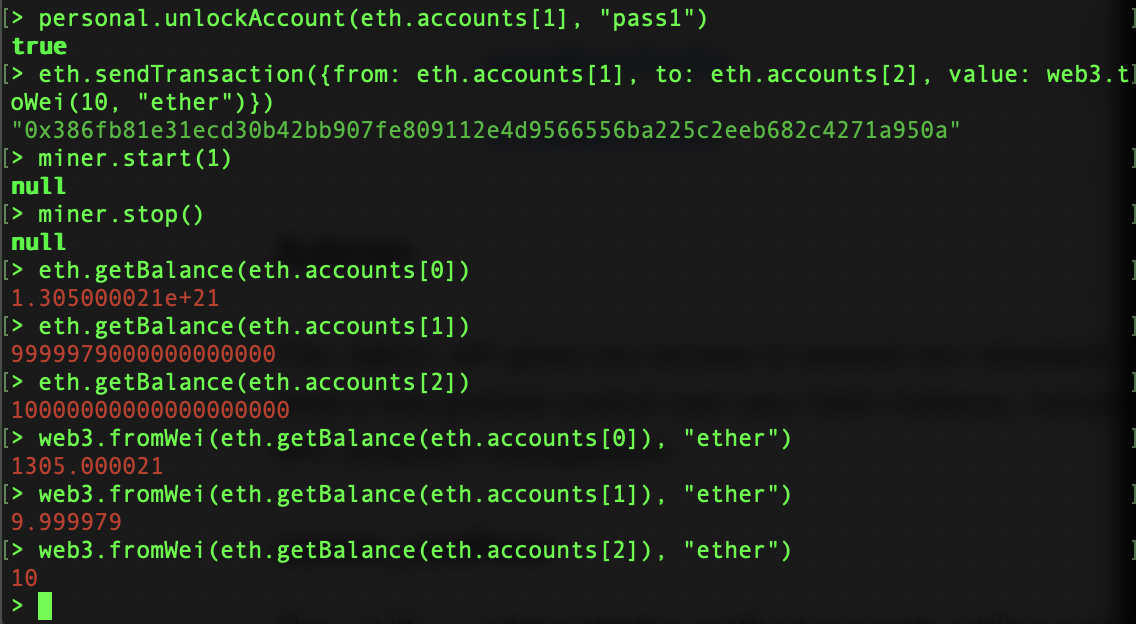 [> personal.unlockAccount(eth.accounts[1], "pass1")
true
[> eth.sendTransaction({from: eth.accounts[1], to: eth.accounts[2], value: web3.t]
oWei(10, "ether")})
"0x386fb81e31ecd30b42bb907fe809112e4d9566556ba225c2eeb682c4271a950a"
[> miner.start(1)
null
[> miner.stop()
null
[> eth.getBalance(eth.accounts[0])
1.305000021e+21
[> eth.getBalance(eth.accounts[1])
9999979000000000000
[> eth.getBalance(eth.accounts[2])
10000000000000000000
[> web3.fromWei(eth.getBalance(eth.accounts[0]), "ether")
1305.000021
[> web3.fromWei(eth.getBalance(eth.accounts[1]), "ether")
9.999979
[> web3.fromWei(eth.getBalance(eth.accounts[2]), "ether")
10
>